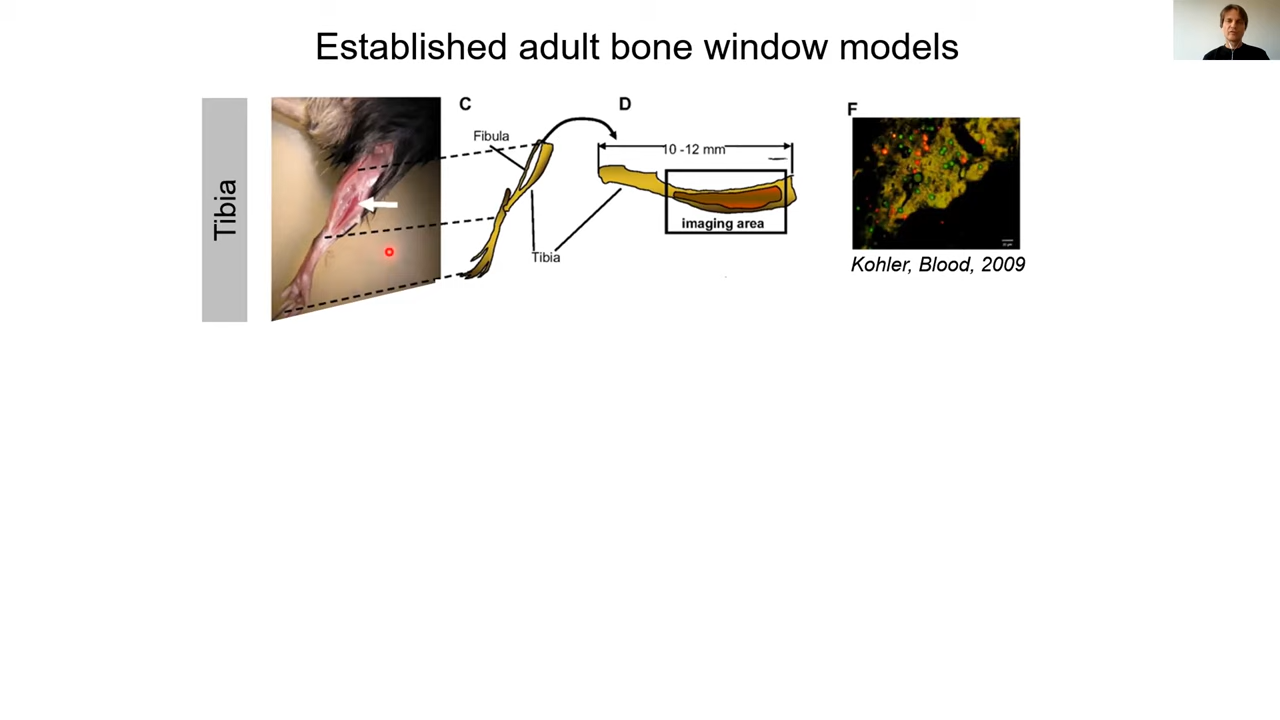 Established adult bone window models
Tibia
C
Fibula
Tibia
D
10 -12 mm
imaging area
F
Kohler, Blood, 2009